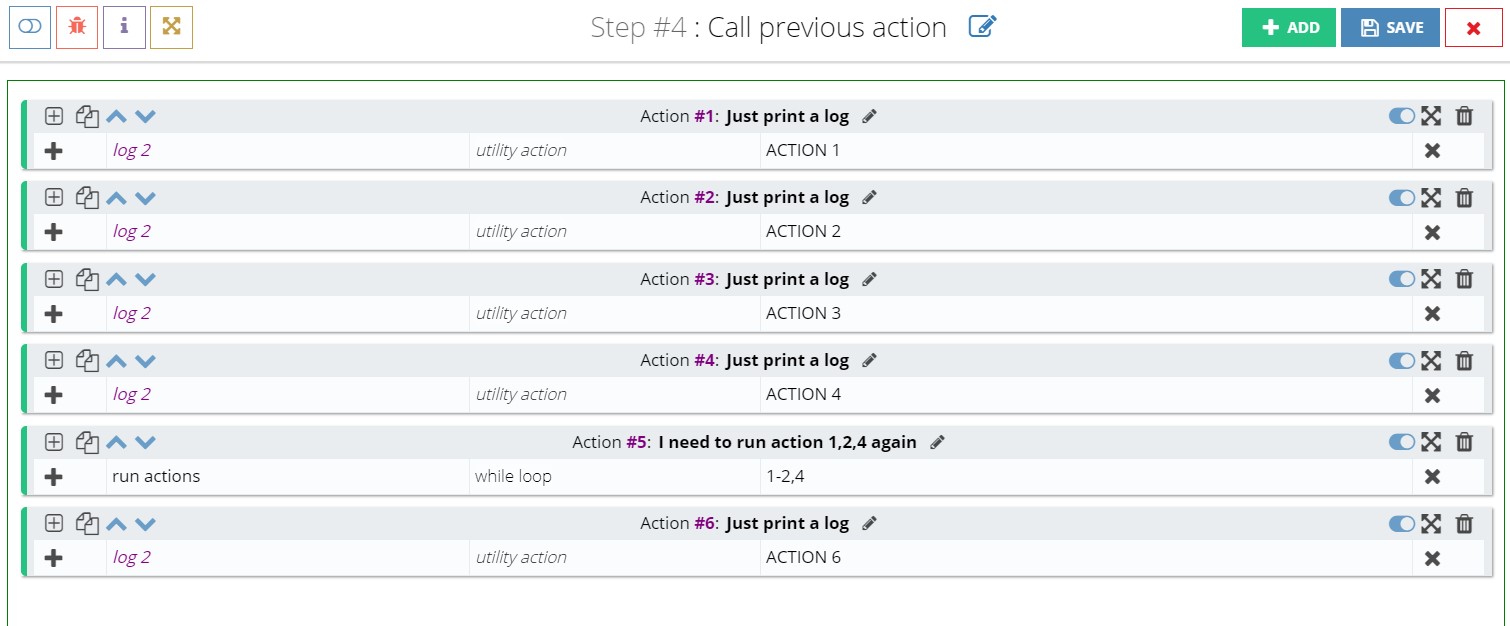 Step #4 : Call previous action
ADD
SAVE
Action #1: Just print a log
log 2 utility action ACTION 1
Action #2: Just print a log
log 2 utility action ACTION 2
Action #3: Just print a log
log 2 utility action ACTION 3
Action #4: Just print a log
log 2 utility action ACTION 4
Action #5: I need to run action 1,2,4 again
run actions while loop 1-2,4
Action #6: Just print a log
log 2 utility action ACTION 6